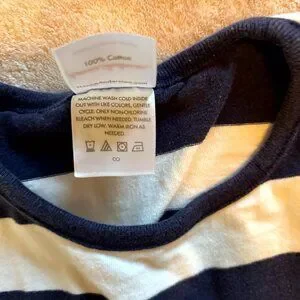 100% Cotton
MACHINE WASH COLD INSIDE
OUT WITH LIKE COLORS, GENTLE
CYCLE. ONLY NON-CHLORINE
BLEACH WHEN NEEDED. TUMBLE
DRY LOW. WARM IRON AS
NEEDED.